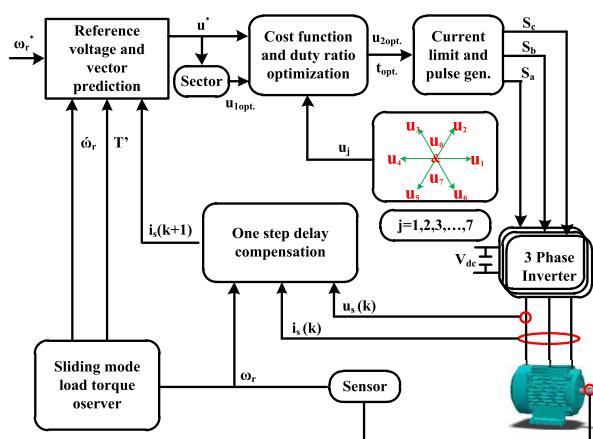 ωr*
Reference
voltage and
vector
prediction
u*
Sector
u1opt.
Cost function
and duty ratio
optimization
u2opt.
topt.
Current
limit and
pulse gen.
Sc
Sb
Sa
ώr
T’
uj
u3
u2
u0
u4
&
u1
u7
u5
u6
j=1,2,3,…,7
is(k+1)
One step delay
compensation
Vdc
3 Phase
Inverter
us(k)
is(k)
Sliding mode
load torque
oserver
ωr
Sensor